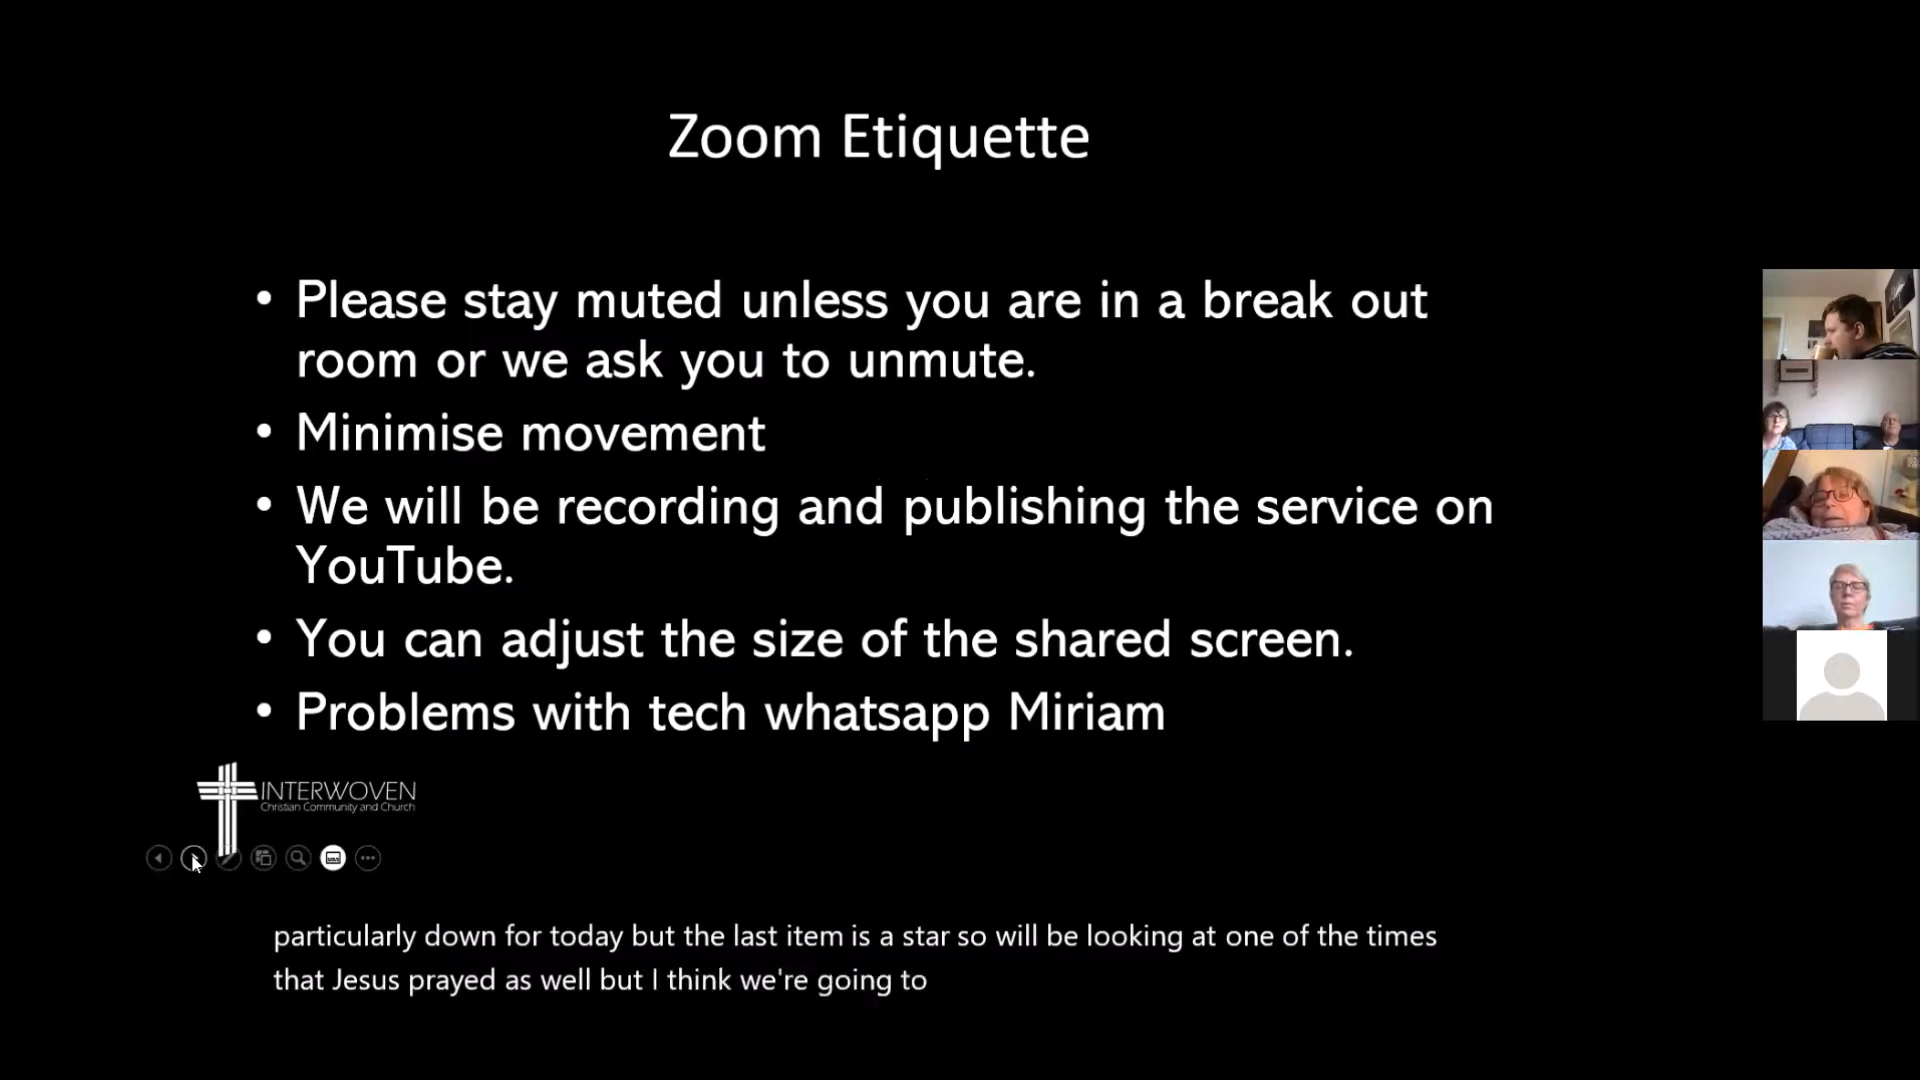 Zoom Etiquette
• Please stay muted unless you are in a break out
room or we ask you to unmute.
• Minimise movement
• We will be recording and publishing the service on
YouTube.
• You can adjust the size of the shared screen.
• Problems with tech whatsapp Miriam
INTERWOVEN
Christian Community and Church
particularly down for today but the last item is a star so will be looking at one of the times
that Jesus prayed as well but I think we're going to